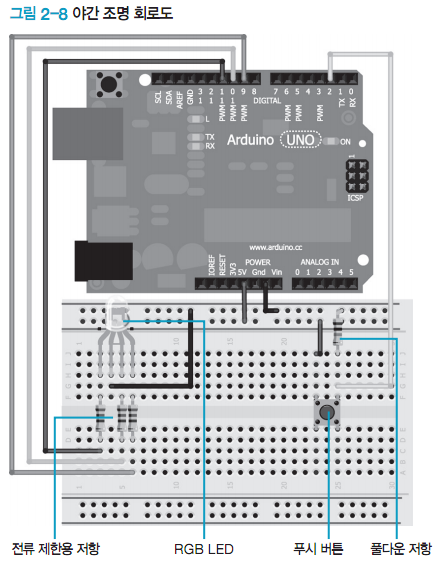 그림 2-8 야간 조명 회로도
SCL
SDA
AREF
GND
13
12
PWM 11
PWM 10
PWM 9
8
DIGITAL
7
PWM 6
PWM 5
4
PWM 3
2
TX 1
RX 0
L
TX
RX
Arduino UNO
ON
1
ICSP
www.arduino.cc
IOREF
RESET
3V3
POWER
5V Gnd Vin
ANALOG IN
0 1 2 3 4 5
전류 제한용 저항
RGB LED
푸시 버튼
풀다운 저항